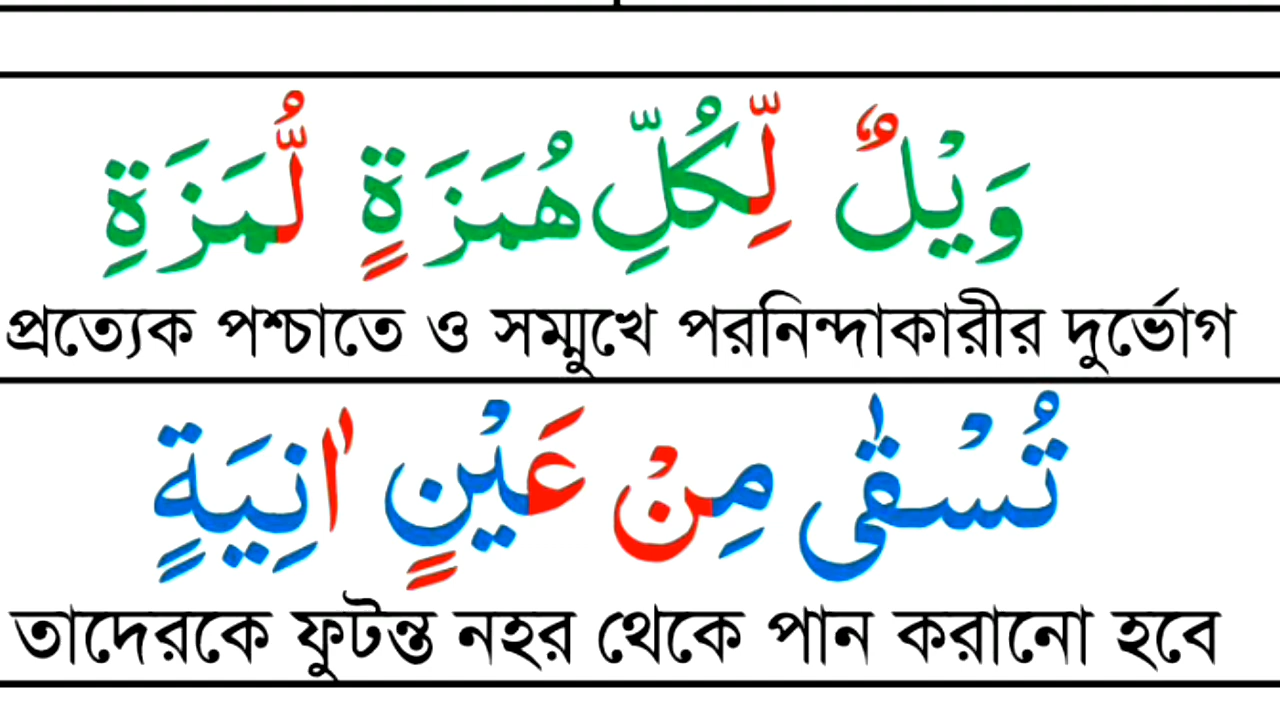 وَيْلٌ لِّكُلِّ هُمَزَةٍ لُّمَزَةِ
প্রত্যেক পশ্চাতে ও সম্মুখে পরনিন্দাকারীর দুর্ভোগ
تُسْقٰى مِنْ عَيْنٍ اٰنِيَةٍ
তাদেরকে ফুটন্ত নহর থেকে পান করানো হবে